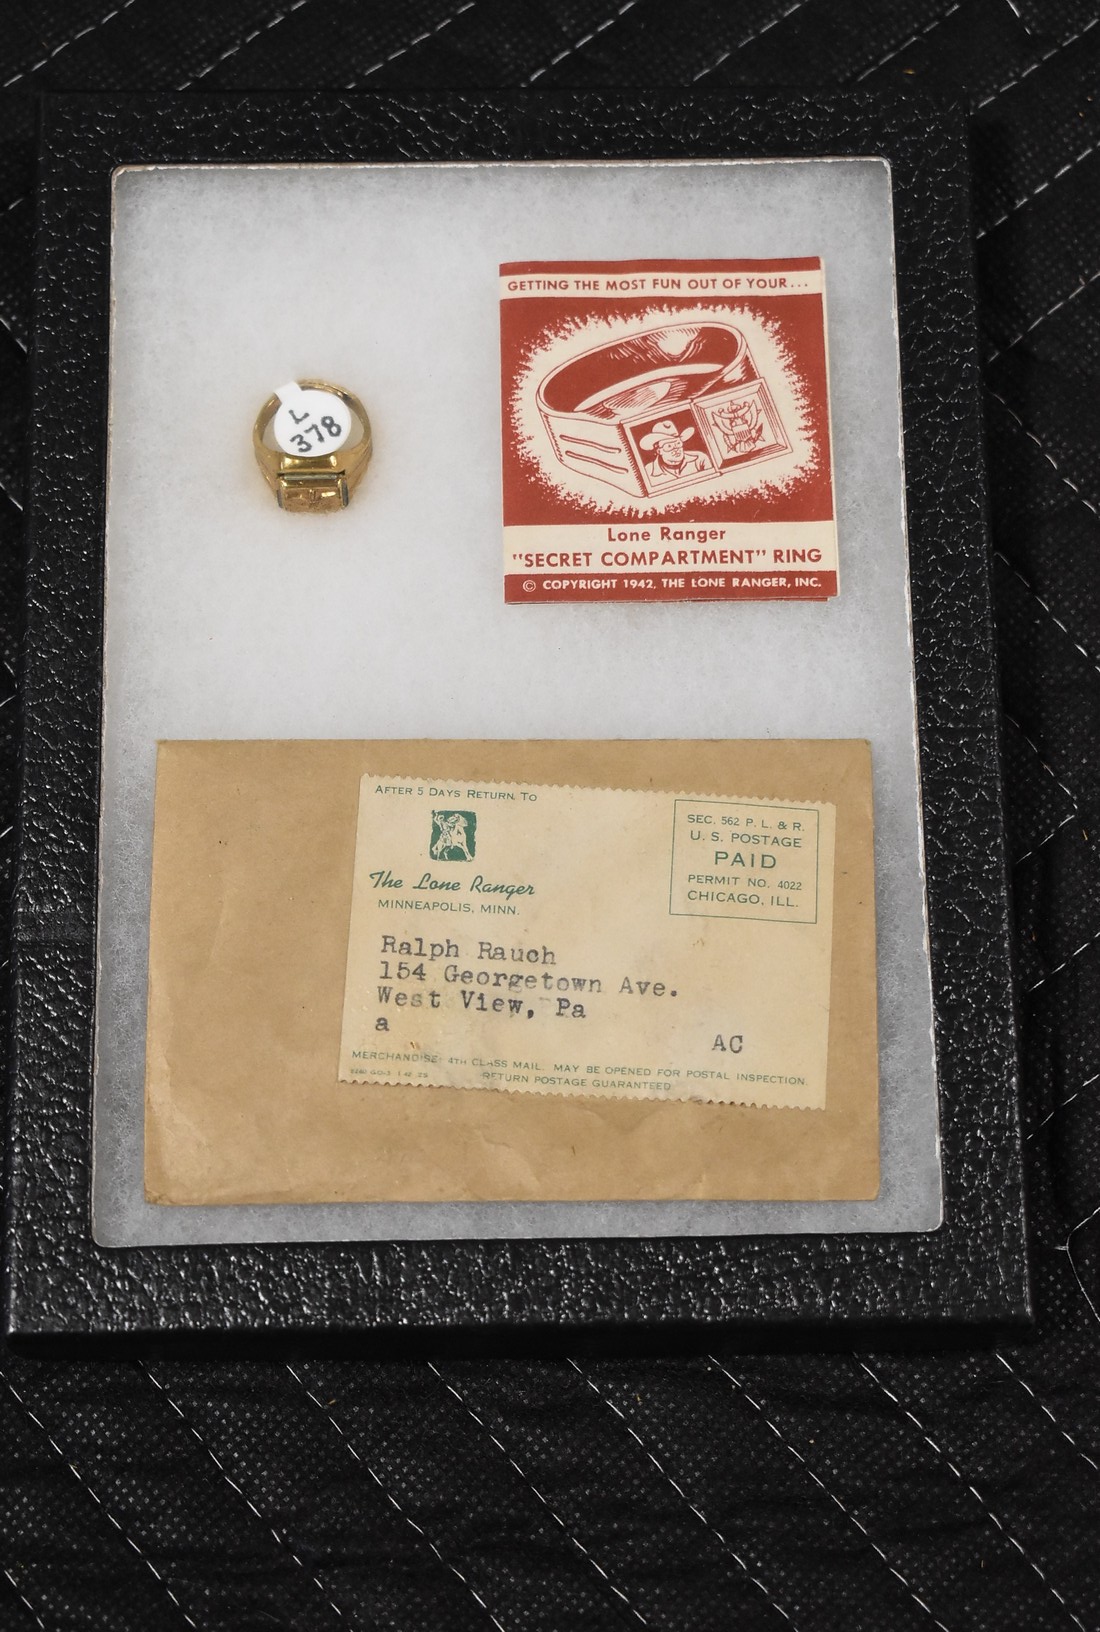 L
378
GETTING THE MOST FUN OUT OF YOUR...
Lone Ranger
"SECRET COMPARTMENT" RING
© COPYRIGHT 1942, THE LONE RANGER, INC.
AFTER 5 DAYS RETURN TO
The Lone Ranger
MINNEAPOLIS, MINN.
SEC. 562 P. L. & R.
U. S. POSTAGE
PAID
PERMIT NO. 4022
CHICAGO, ILL.
Ralph Rauch
154 Georgetown Ave.
West View, Pa
a
AC
MERCHANDISE: 4TH CLASS MAIL. MAY BE OPENED FOR POSTAL INSPECTION.
RETURN POSTAGE GUARANTEED